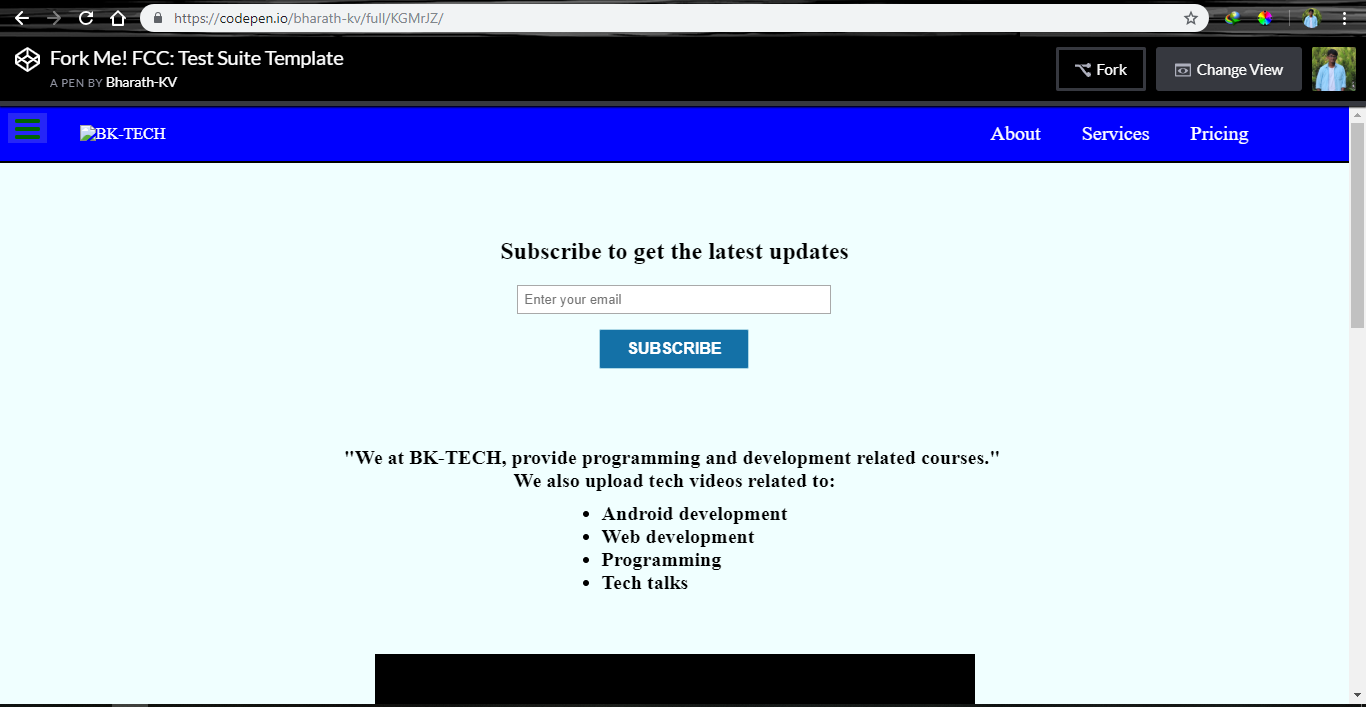 https://codepen.io/bharath-kv/full/KGMrJZ/
Fork Me! FCC: Test Suite Template
A PEN BY Bharath-KV
Fork
Change View
BK-TECH
About
Services
Pricing
Subscribe to get the latest updates
Enter your email
SUBSCRIBE
"We at BK-TECH, provide programming and development related courses."
We also upload tech videos related to:
• Android development
• Web development
• Programming
• Tech talks